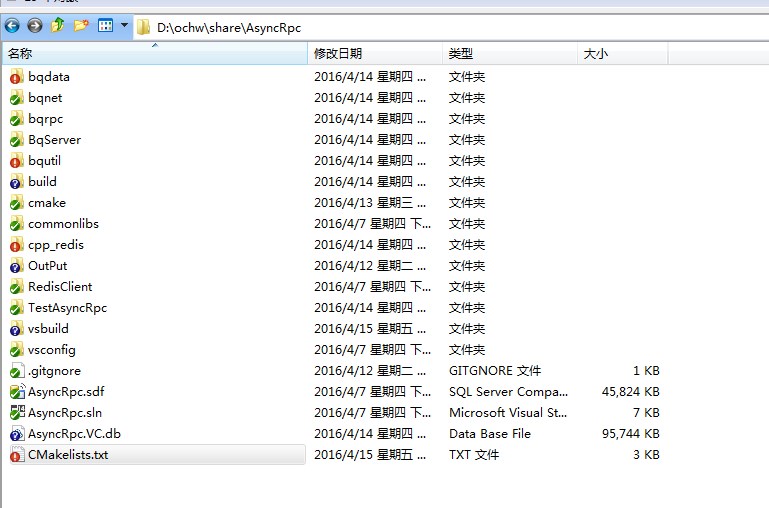 D:\ochw\share\AsyncRpc
名称 修改日期 类型 大小
bqdata 2016/4/14 星期四 ... 文件夹
bqnet 2016/4/14 星期四 ... 文件夹
bqrpc 2016/4/14 星期四 ... 文件夹
BqServer 2016/4/14 星期四 ... 文件夹
bqutil 2016/4/14 星期四 ... 文件夹
build 2016/4/14 星期四 ... 文件夹
cmake 2016/4/13 星期三 ... 文件夹
commonlibs 2016/4/7 星期四 下... 文件夹
cpp_redis 2016/4/14 星期四 ... 文件夹
OutPut 2016/4/12 星期二 ... 文件夹
RedisClient 2016/4/7 星期四 下... 文件夹
TestAsyncRpc 2016/4/14 星期四 ... 文件夹
vsbuild 2016/4/15 星期五 ... 文件夹
vsconfig 2016/4/7 星期四 下... 文件夹
.gitgnore 2016/4/12 星期二 ... GITGNORE 文件 1 KB
AsyncRpc.sdf 2016/4/7 星期四 下... SQL Server Compa... 45,824 KB
AsyncRpc.sln 2016/4/7 星期四 下... Microsoft Visual St... 7 KB
AsyncRpc.VC.db 2016/4/14 星期四 ... Data Base File 95,744 KB
CMakelists.txt 2016/4/15 星期五 ... TXT 文件 3 KB